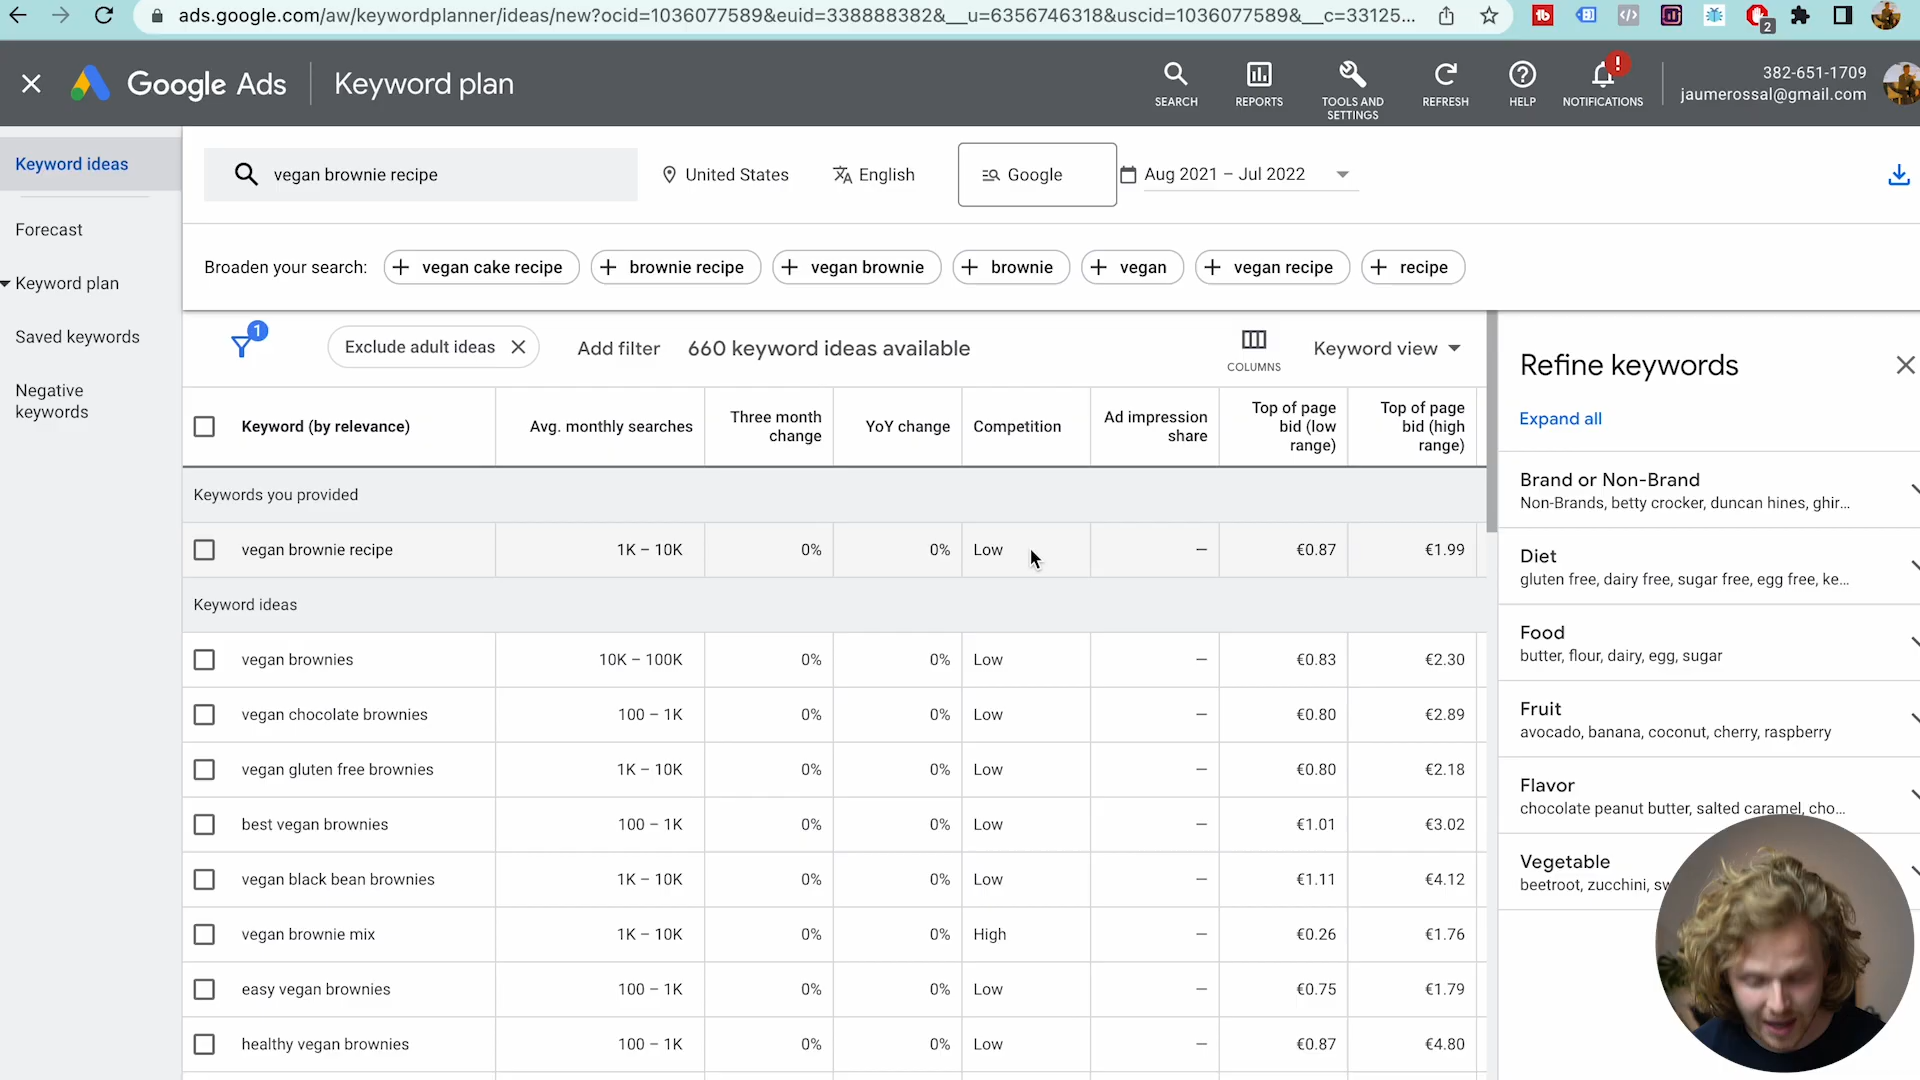 ads.google.com/aw/keywordplanner/ideas/new?ocid=1036077589&euid=338888382&__u=6356746318&uscid=1036077589&__c=33125...
tb
2
Google Ads
Keyword plan
SEARCH
REPORTS
TOOLS AND SETTINGS
REFRESH
HELP
!
NOTIFICATIONS
382-651-1709
jaumerossal@gmail.com
Keyword ideas
Forecast
Keyword plan
Saved keywords
Negative
keywords
vegan brownie recipe
United States
English
Google
Aug 2021 – Jul 2022
Broaden your search:
vegan cake recipe
brownie recipe
vegan brownie
brownie
vegan
vegan recipe
recipe
1
Exclude adult ideas
Add filter
660 keyword ideas available
COLUMNS
Keyword view
Keyword (by relevance) Avg. monthly searches Three month change YoY change Competition Ad impression share Top of page bid (low range) Top of page bid (high range)
Keywords you provided
vegan brownie recipe 1K – 10K 0% 0% Low – €0.87 €1.99
Keyword ideas
vegan brownies 10K – 100K 0% 0% Low – €0.83 €2.30
vegan chocolate brownies 100 – 1K 0% 0% Low – €0.80 €2.89
vegan gluten free brownies 1K – 10K 0% 0% Low – €0.80 €2.18
best vegan brownies 100 – 1K 0% 0% Low – €1.01 €3.02
vegan black bean brownies 1K – 10K 0% 0% Low – €1.11 €4.12
vegan brownie mix 1K – 10K 0% 0% High – €0.26 €1.76
easy vegan brownies 100 – 1K 0% 0% Low – €0.75 €1.79
healthy vegan brownies 100 – 1K 0% 0% Low – €0.87 €4.80
Refine keywords
Expand all
Brand or Non-Brand
Non-Brands, betty crocker, duncan hines, ghir...
Diet
gluten free, dairy free, sugar free, egg free, ke...
Food
butter, flour, dairy, egg, sugar
Fruit
avocado, banana, coconut, cherry, raspberry
Flavor
chocolate peanut butter, salted caramel, cho...
Vegetable
beetroot, zucchini,